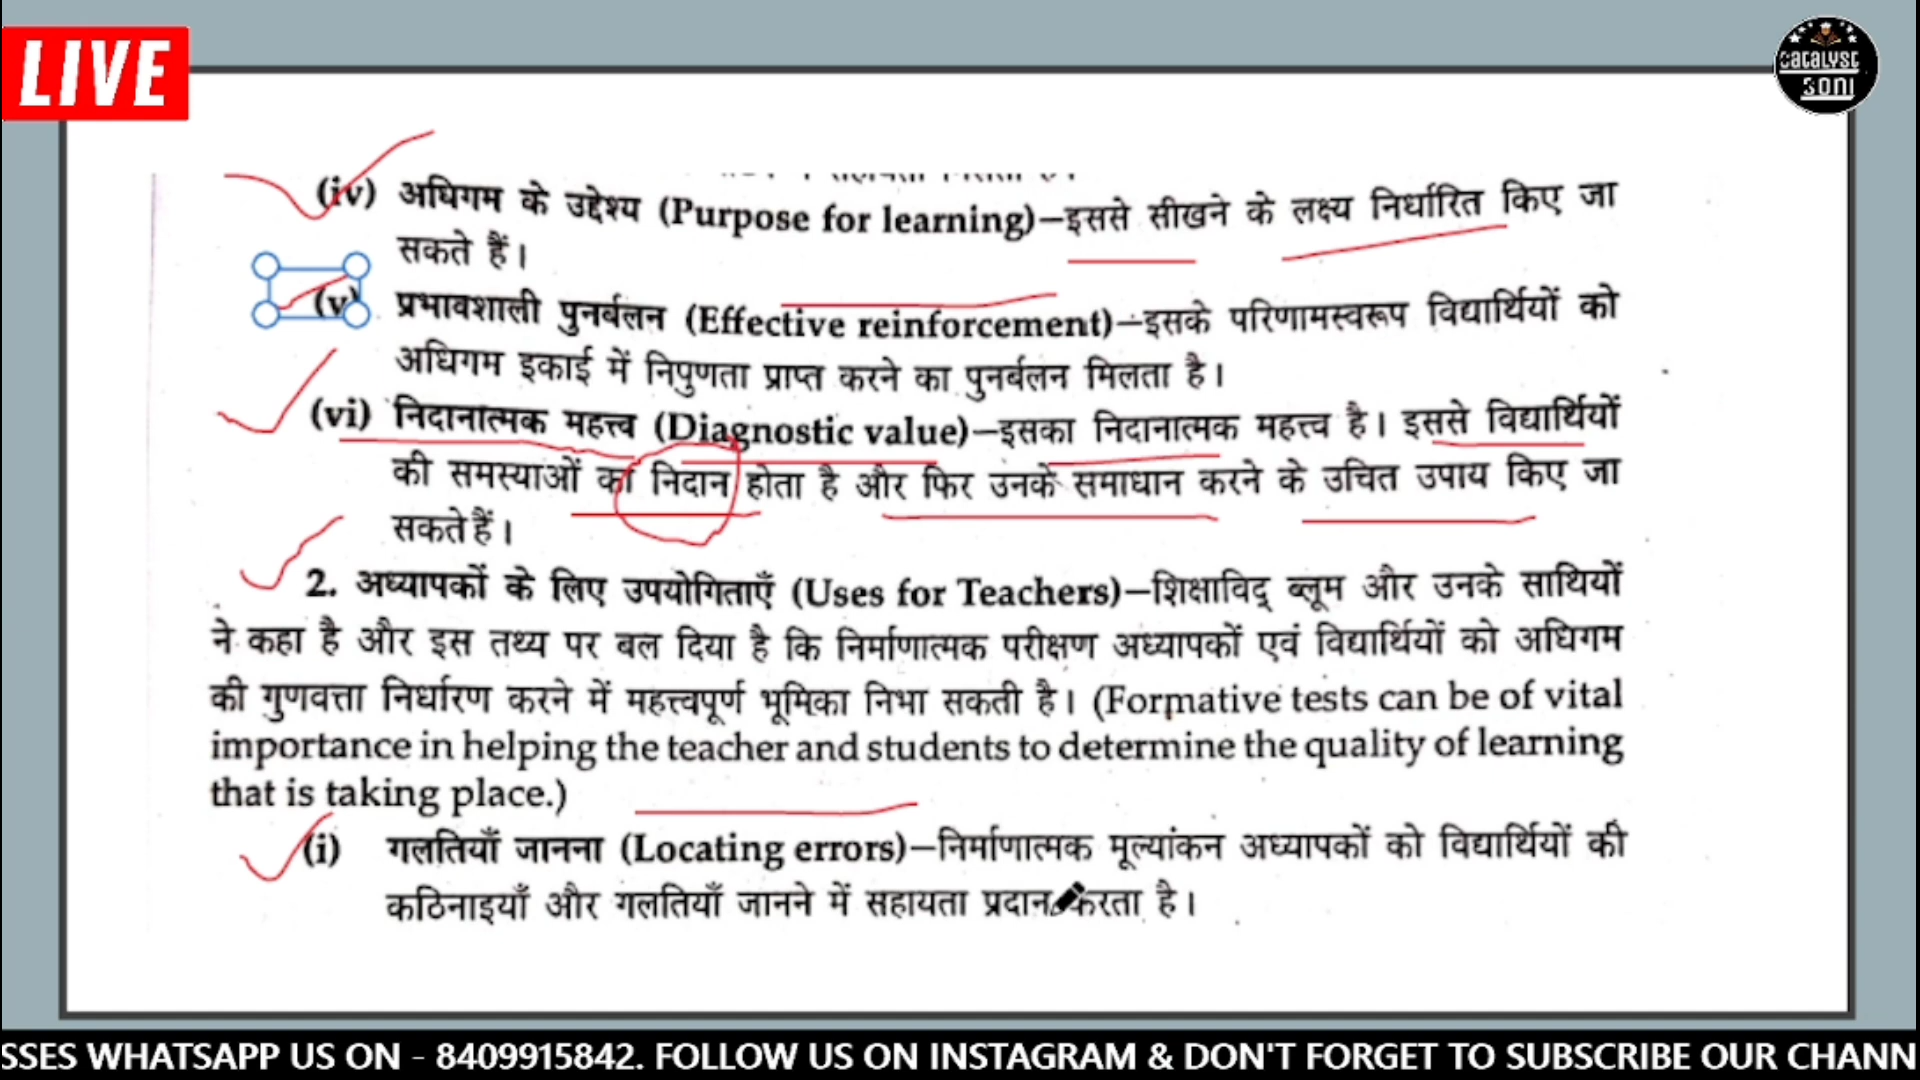 LIVE
CATALYST
SONI
(iv) अधिगम के उद्देश्य (Purpose for learning)–इससे सीखने के लक्ष्य निर्धारित किए जा
सकते हैं।
(v) प्रभावशाली पुनर्बलन (Effective reinforcement)–इसके परिणामस्वरूप विद्यार्थियों को
अधिगम इकाई में निपुणता प्राप्त करने का पुनर्बलन मिलता है।
(vi) निदानात्मक महत्त्व (Diagnostic value)–इसका निदानात्मक महत्त्व है। इससे विद्यार्थियों
की समस्याओं का निदान होता है और फिर उनके समाधान करने के उचित उपाय किए जा
सकते हैं।
2. अध्यापकों के लिए उपयोगिताएँ (Uses for Teachers)–शिक्षाविद् ब्लूम और उनके साथियों
ने कहा है और इस तथ्य पर बल दिया है कि निर्माणात्मक परीक्षण अध्यापकों एवं विद्यार्थियों को अधिगम
की गुणवत्ता निर्धारण करने में महत्त्वपूर्ण भूमिका निभा सकती है। (Formative tests can be of vital
importance in helping the teacher and students to determine the quality of learning
that is taking place.)
(i) गलतियाँ जानना (Locating errors)–निर्माणात्मक मूल्यांकन अध्यापकों को विद्यार्थियों की
कठिनाइयाँ और गलतियाँ जानने में सहायता प्रदान करता है।
SSES WHATSAPP US ON - 8409915842. FOLLOW US ON INSTAGRAM & DON'T FORGET TO SUBSCRIBE OUR CHANN